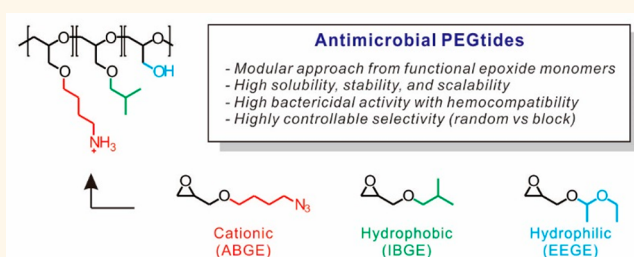 O O O
O O OH
NH3
+
Antimicrobial PEGtides
- Modular approach from functional epoxide monomers
- High solubility, stability, and scalability
- High bactericidal activity with hemocompatibility
- Highly controllable selectivity (random vs block)
O O N3
O O
O O O
Cationic
(ABGE)
Hydrophobic
(IBGE)
Hydrophilic
(EEGE)